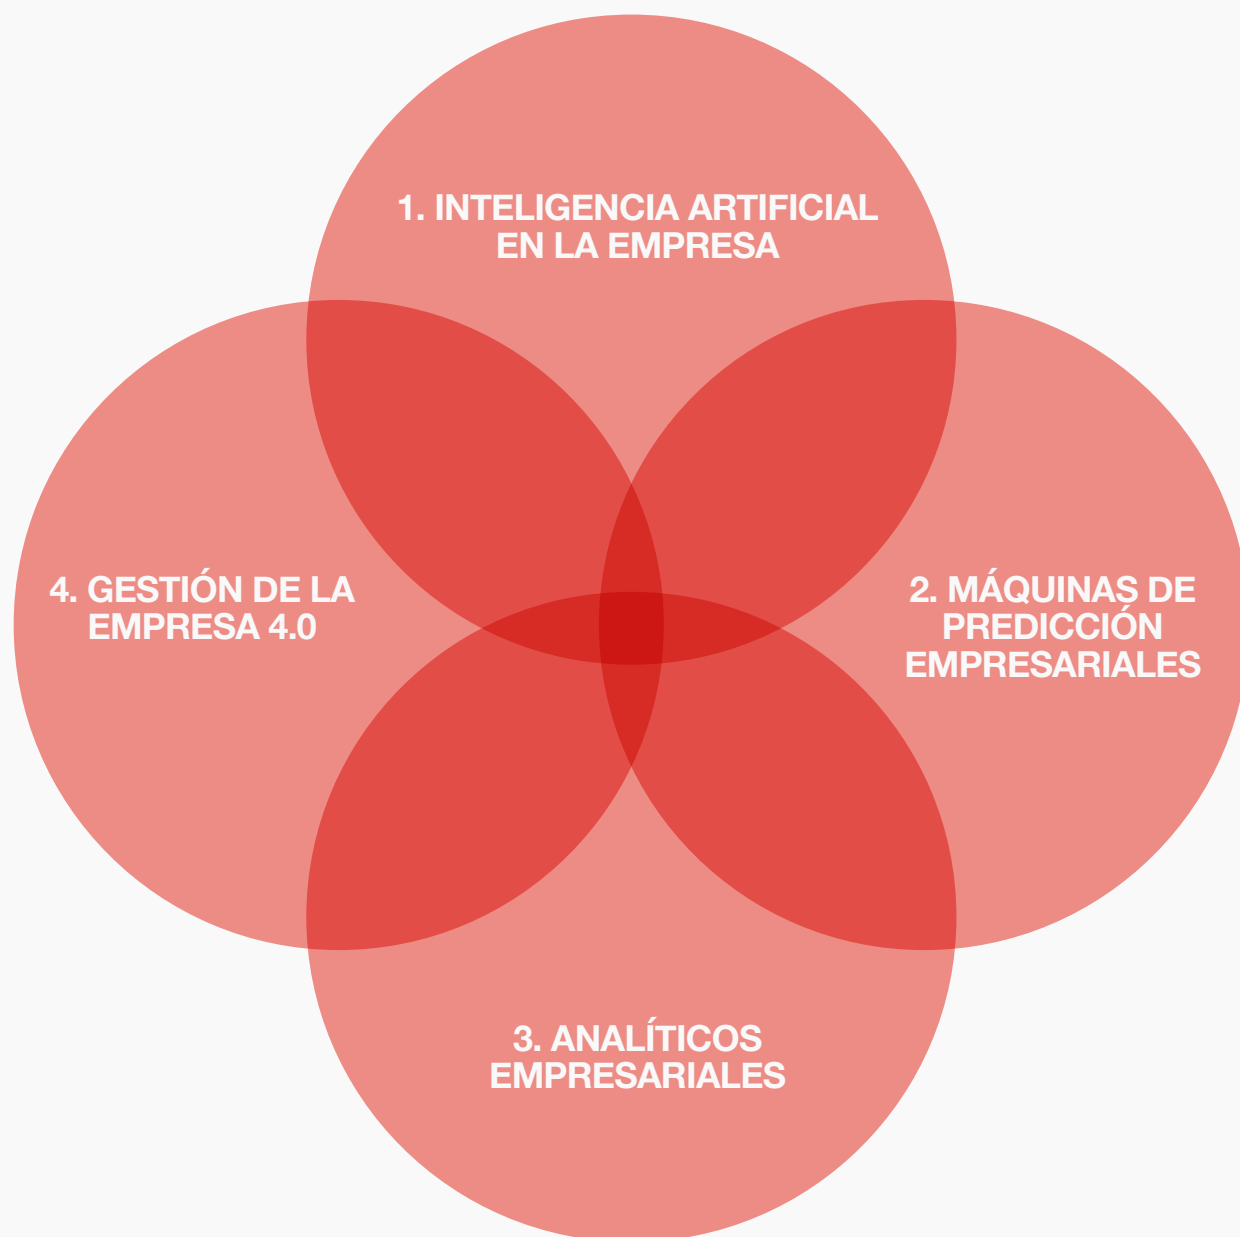 1. INTELIGENCIA ARTIFICIAL
EN LA EMPRESA
4. GESTIÓN DE LA
EMPRESA 4.0
2. MÁQUINAS DE
PREDICCIÓN
EMPRESARIALES
3. ANALÍTICOS
EMPRESARIALES